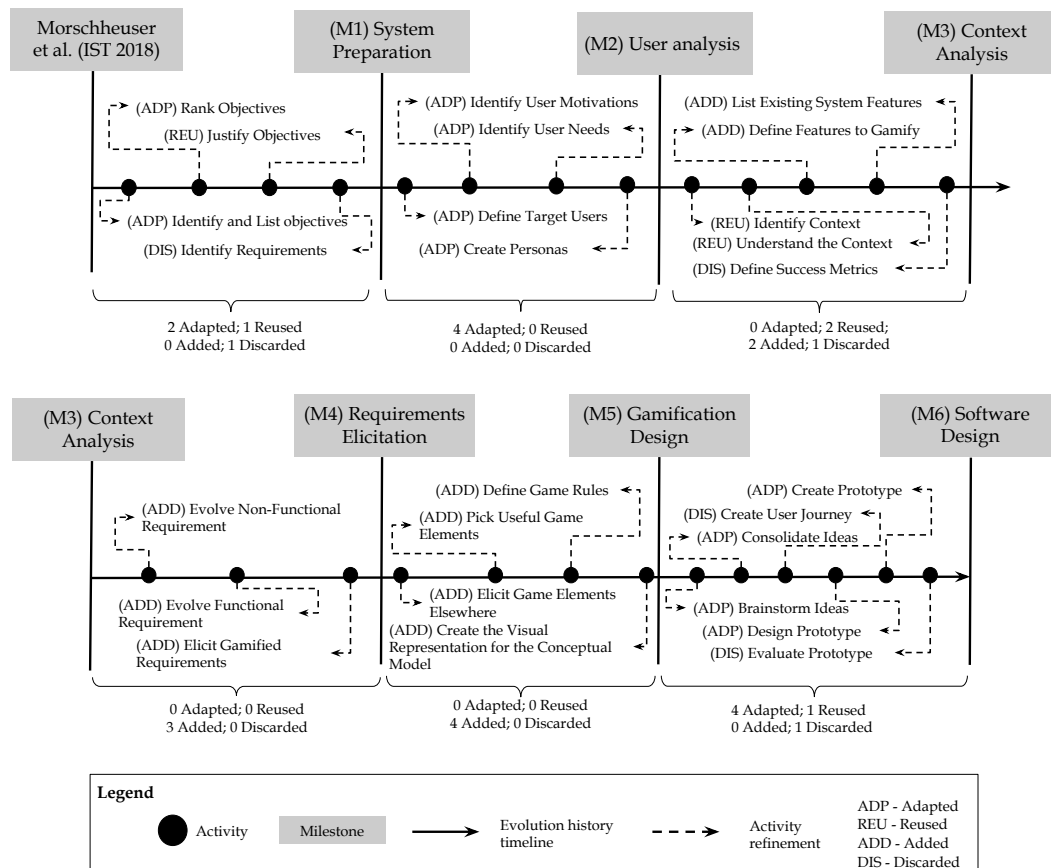 Morschheuser
et al. (IST 2018)
(M1) System
Preparation
(M2) User analysis
(M3) Context
Analysis
(ADP) Rank Objectives
(REU) Justify Objectives
(ADP) Identify and List objectives
(DIS) Identify Requirements
(ADP) Identify User Motivations
(ADP) Identify User Needs
(ADP) Define Target Users
(ADP) Create Personas
(ADD) List Existing System Features
(ADD) Define Features to Gamify
(REU) Identify Context
(REU) Understand the Context
(DIS) Define Success Metrics
2 Adapted; 1 Reused
0 Added; 1 Discarded
4 Adapted; 0 Reused
0 Added; 0 Discarded
0 Adapted; 2 Reused;
2 Added; 1 Discarded
(M3) Context
Analysis
(M4) Requirements
Elicitation
(M5) Gamification
Design
(M6) Software
Design
(ADD) Evolve Non-Functional
Requirement
(ADD) Evolve Functional
Requirement
(ADD) Elicit Gamified
Requirements
(ADD) Define Game Rules
(ADD) Pick Useful Game
Elements
(ADD) Elicit Game Elements
Elsewhere
(ADD) Create the Visual
Representation for the Conceptual
Model
(ADP) Create Prototype
(DIS) Create User Journey
(ADP) Consolidate Ideas
(ADP) Brainstorm Ideas
(ADP) Design Prototype
(DIS) Evaluate Prototype
0 Adapted; 0 Reused
3 Added; 0 Discarded
0 Adapted; 0 Reused
4 Added; 0 Discarded
4 Adapted; 1 Reused
0 Added; 1 Discarded
Legend
Activity
Milestone
Evolution history
timeline
Activity
refinement
ADP - Adapted
REU - Reused
ADD - Added
DIS - Discarded